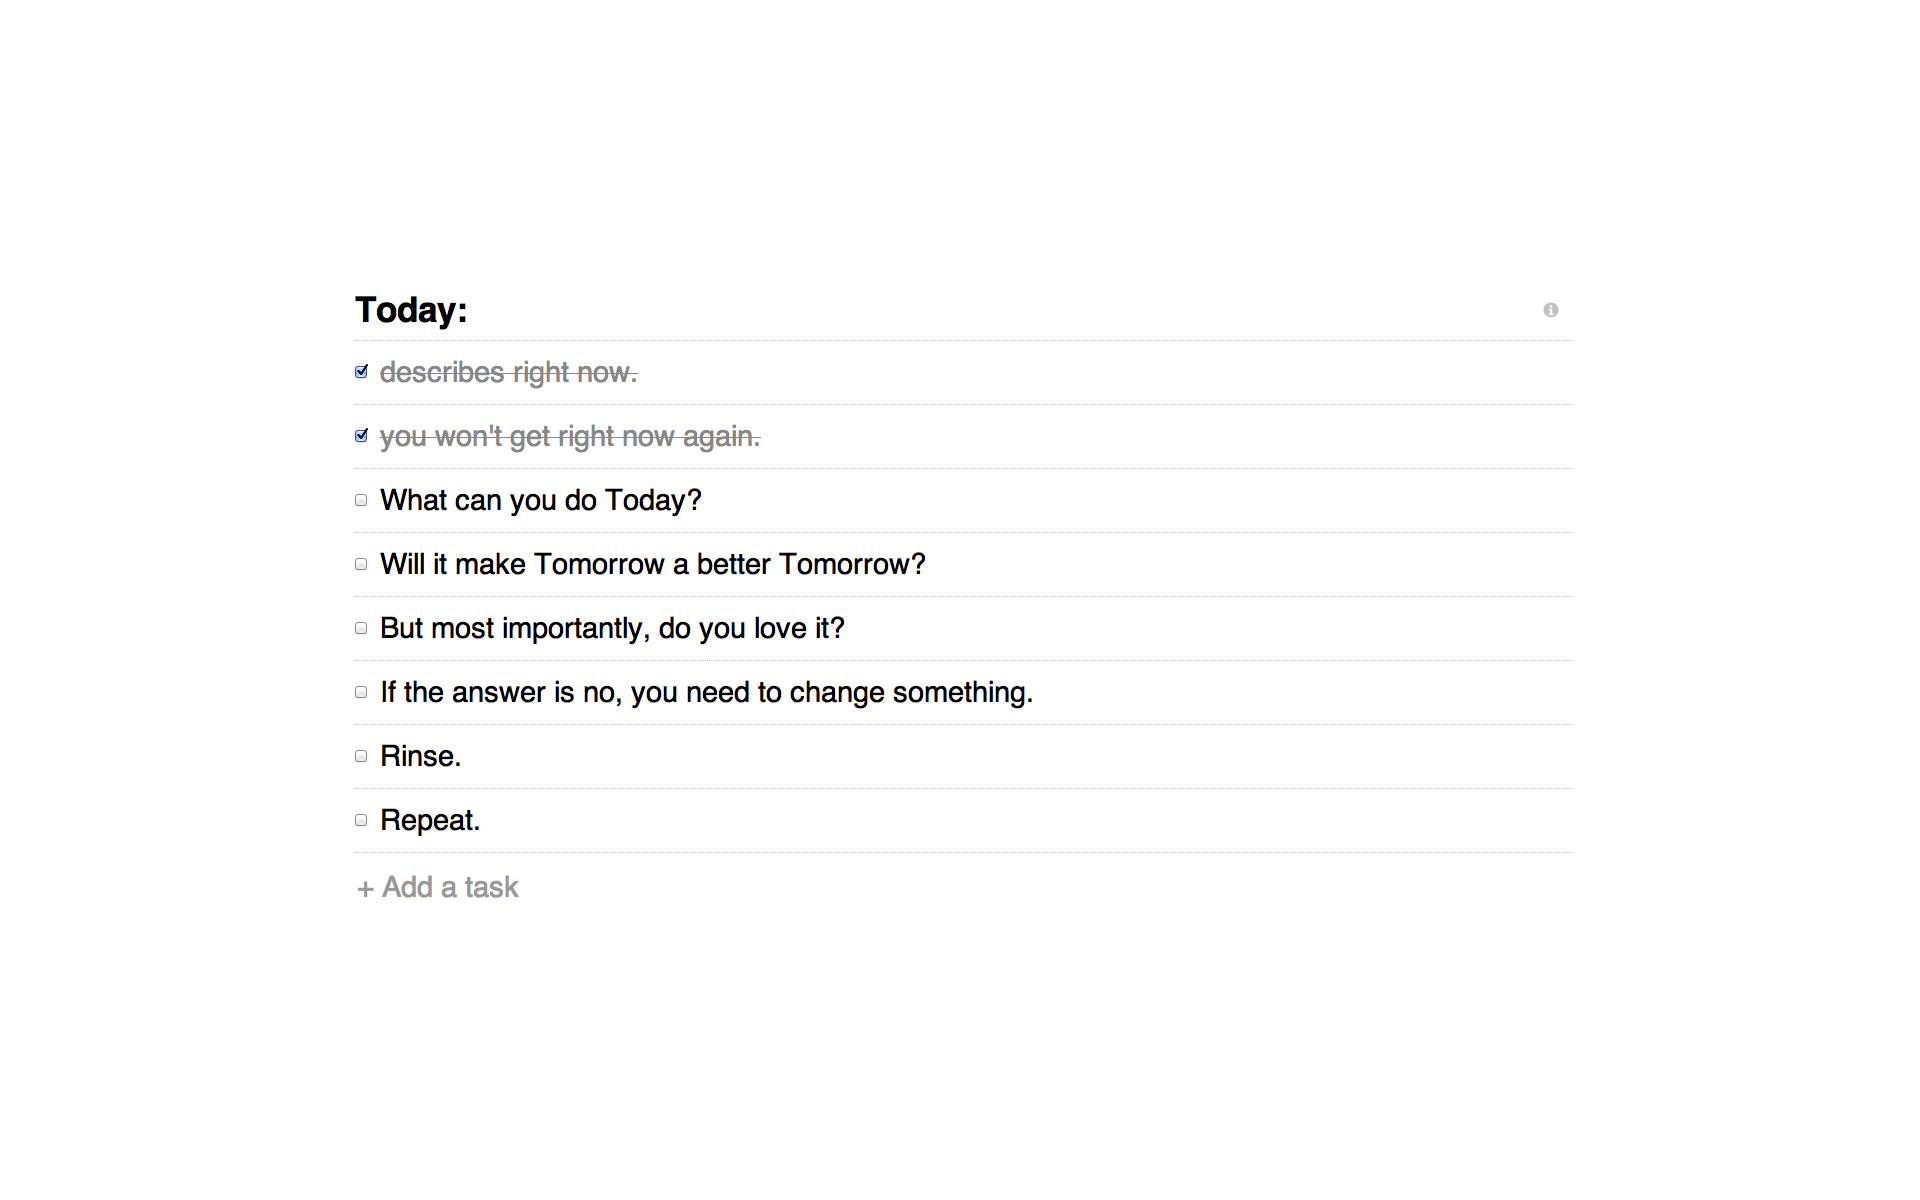 Today:
describes right now.
you won't get right now again.
What can you do Today?
Will it make Tomorrow a better Tomorrow?
But most importantly, do you love it?
If the answer is no, you need to change something.
Rinse.
Repeat.
+ Add a task